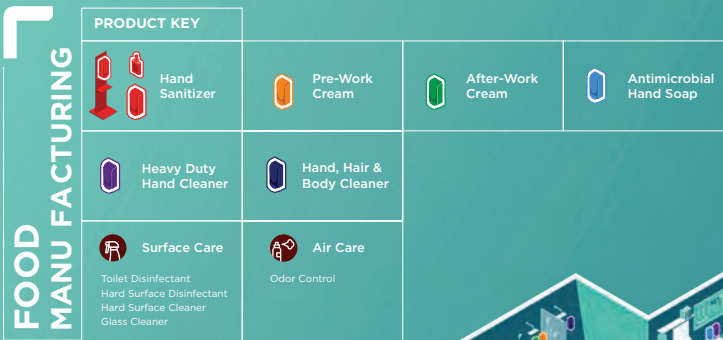 FOOD
MANU FACTURING
PRODUCT KEY
Hand
Sanitizer
Pre-Work
Cream
After-Work
Cream
Antimicrobial
Hand Soap
Heavy Duty
Hand Cleaner
Hand, Hair &
Body Cleaner
Surface Care
Toilet Disinfectant
Hard Surface Disinfectant
Hard Surface Cleaner
Glass Cleaner
Air Care
Odor Control